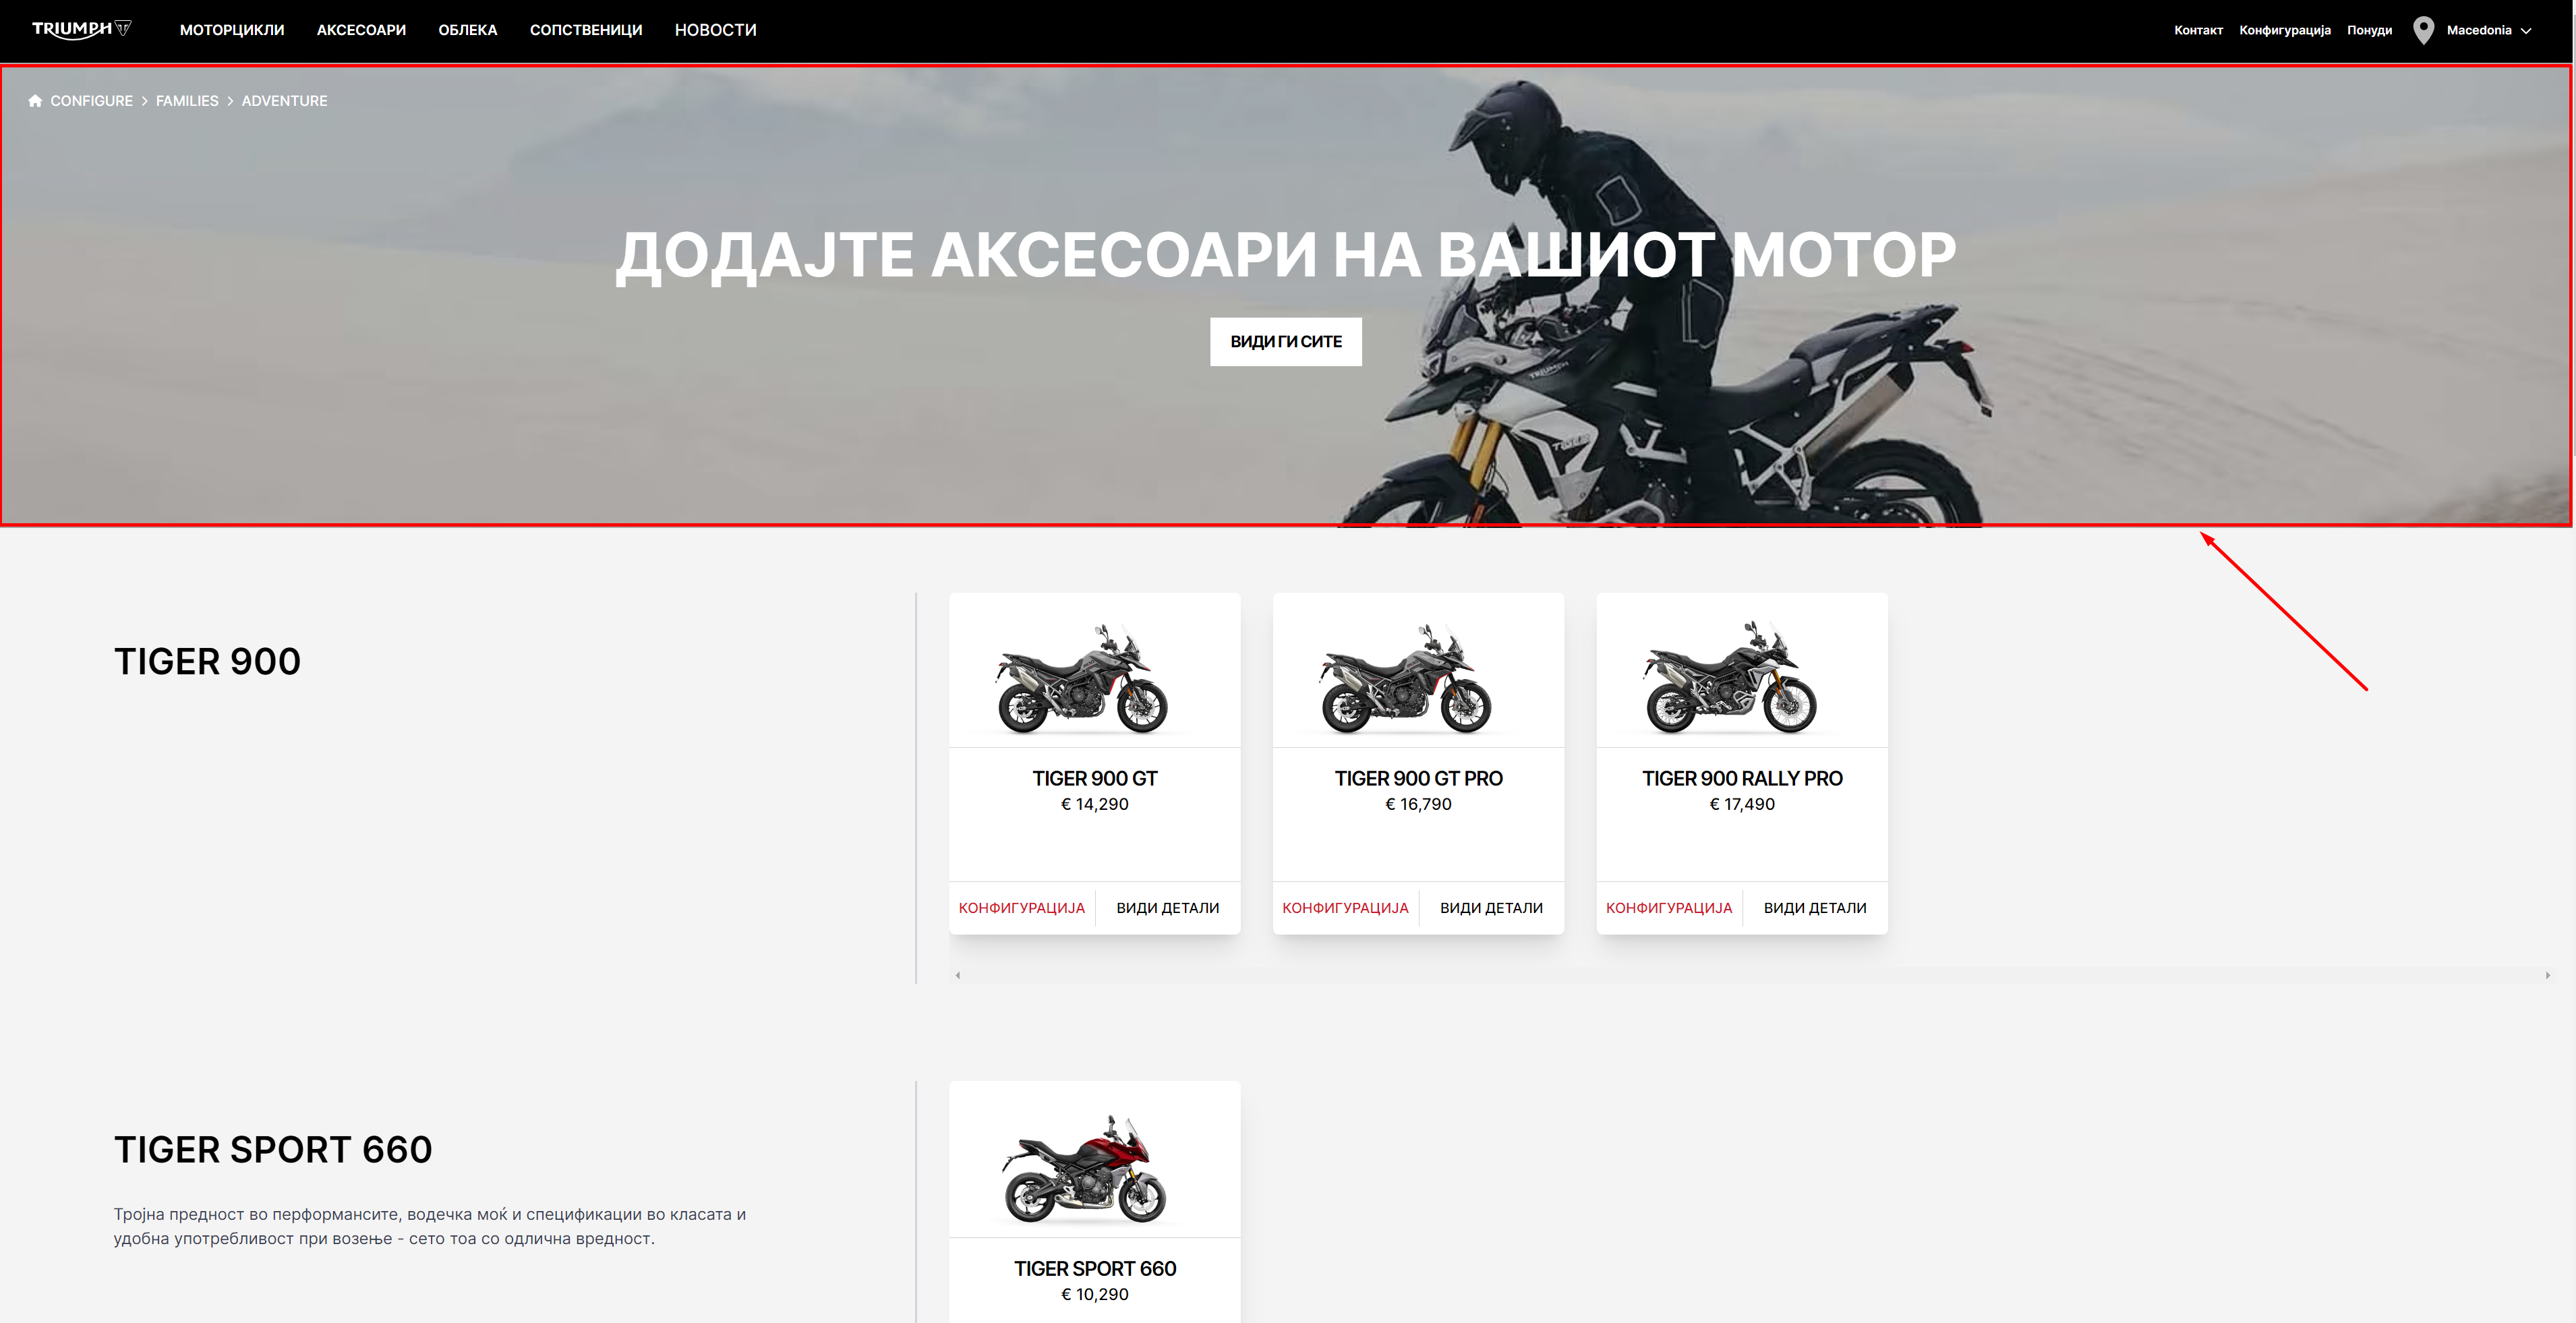 TRIUMPH
МОТОРЦИКЛИ АКСЕСОАРИ ОБЛЕКА СОПСТВЕНИЦИ НОВОСТИ
Контакт Конфигурација Понуди Macedonia
CONFIGURE FAMILIES ADVENTURE
ДОДАЈТЕ АКСЕСОАРИ НА ВАШИОТ МОТОР
ВИДИ ГИ СИТЕ
TRIUMPH
TIGER
TIGER 900
TIGER 900 GT
€ 14,290
КОНФИГУРАЦИЈА ВИДИ ДЕТАЛИ
TIGER 900 GT PRO
€ 16,790
КОНФИГУРАЦИЈА ВИДИ ДЕТАЛИ
TIGER 900 RALLY PRO
€ 17,490
КОНФИГУРАЦИЈА ВИДИ ДЕТАЛИ
TIGER SPORT 660
Тројна предност во перформансите, водечка моќ и спецификации во класата и
удобна употребливост при возење - сето тоа со одлична вредност.
TIGER SPORT 660
€ 10,290